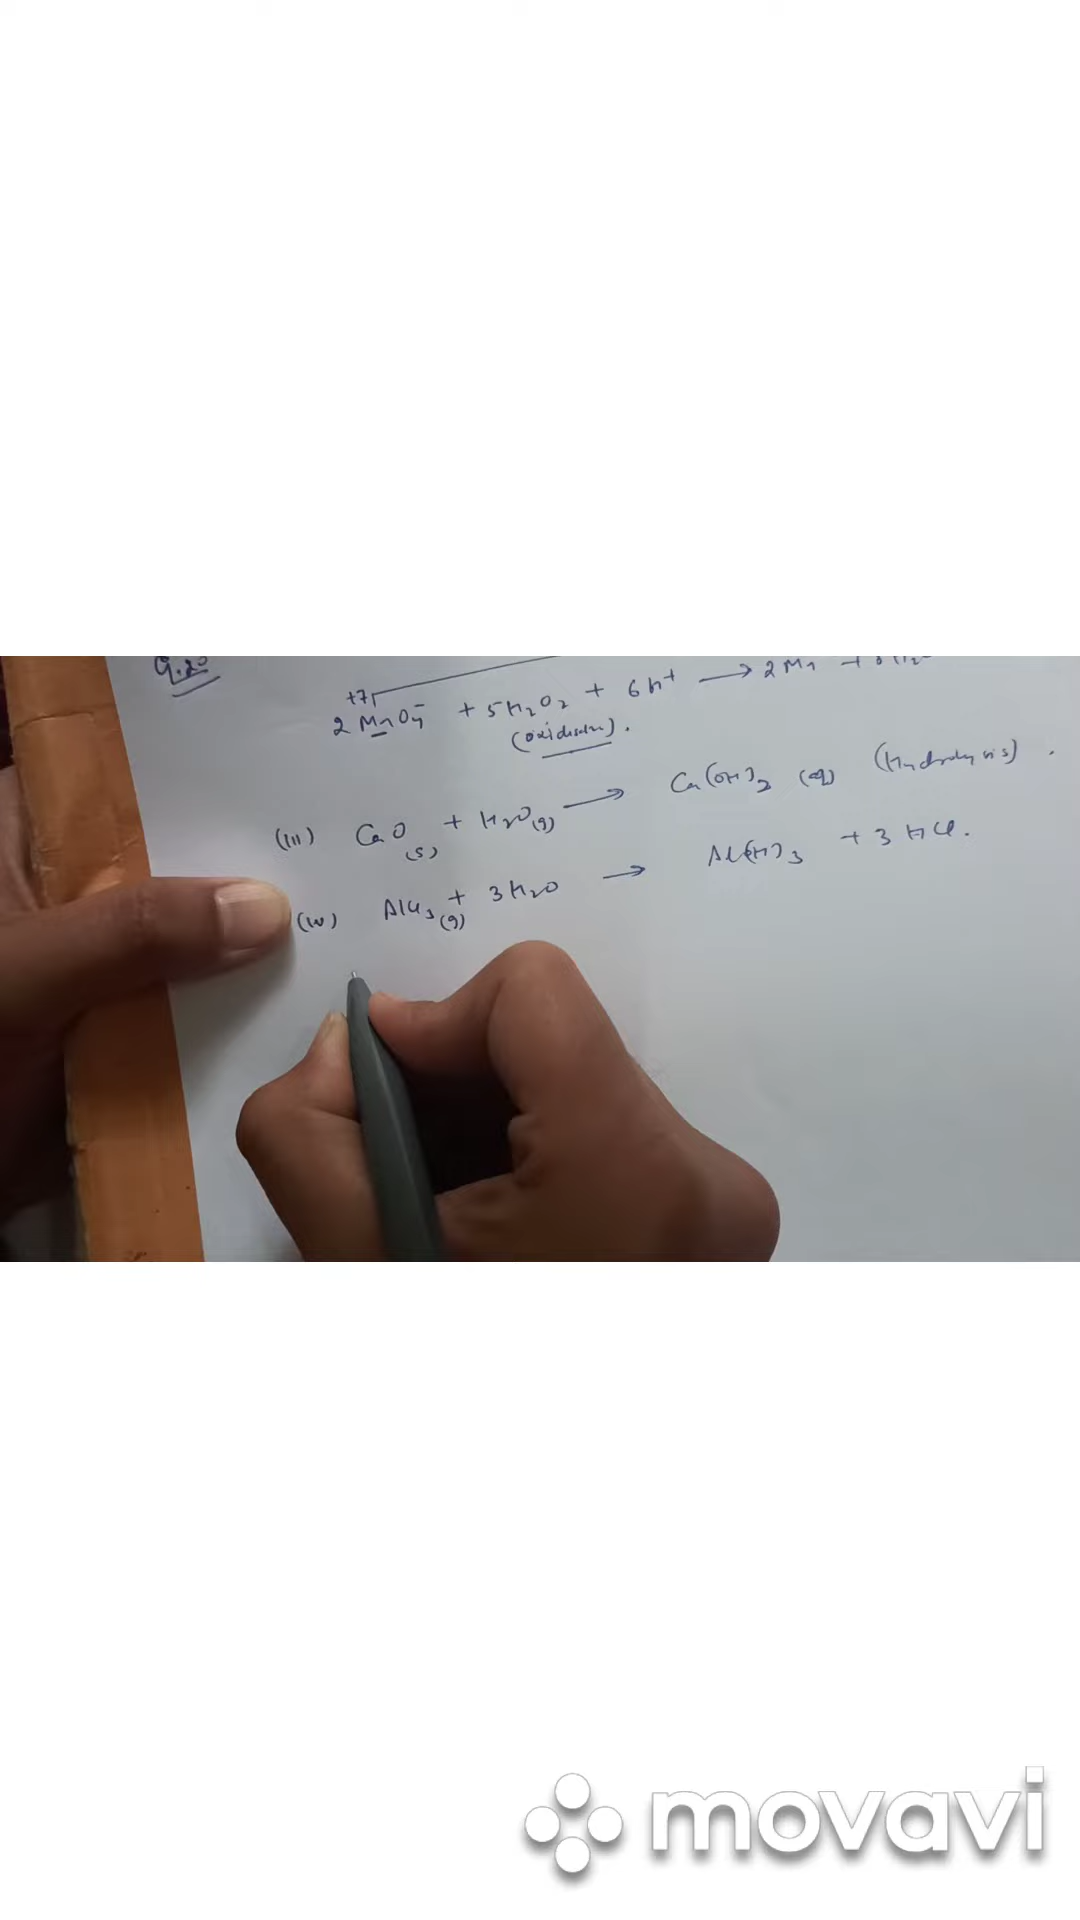 Q.20
+7
2 MnO4⁻ + 5H2O2 + 6H⁺ ⟶ 2Mn +
(oxidised).
(III) CaO(s) + H2O(g) ⟶ Ca(OH)2 (aq) (Hydrolysis).
(IV) AlCl3(g) + 3H2O ⟶ Al(OH)3 + 3HCl.
movavi